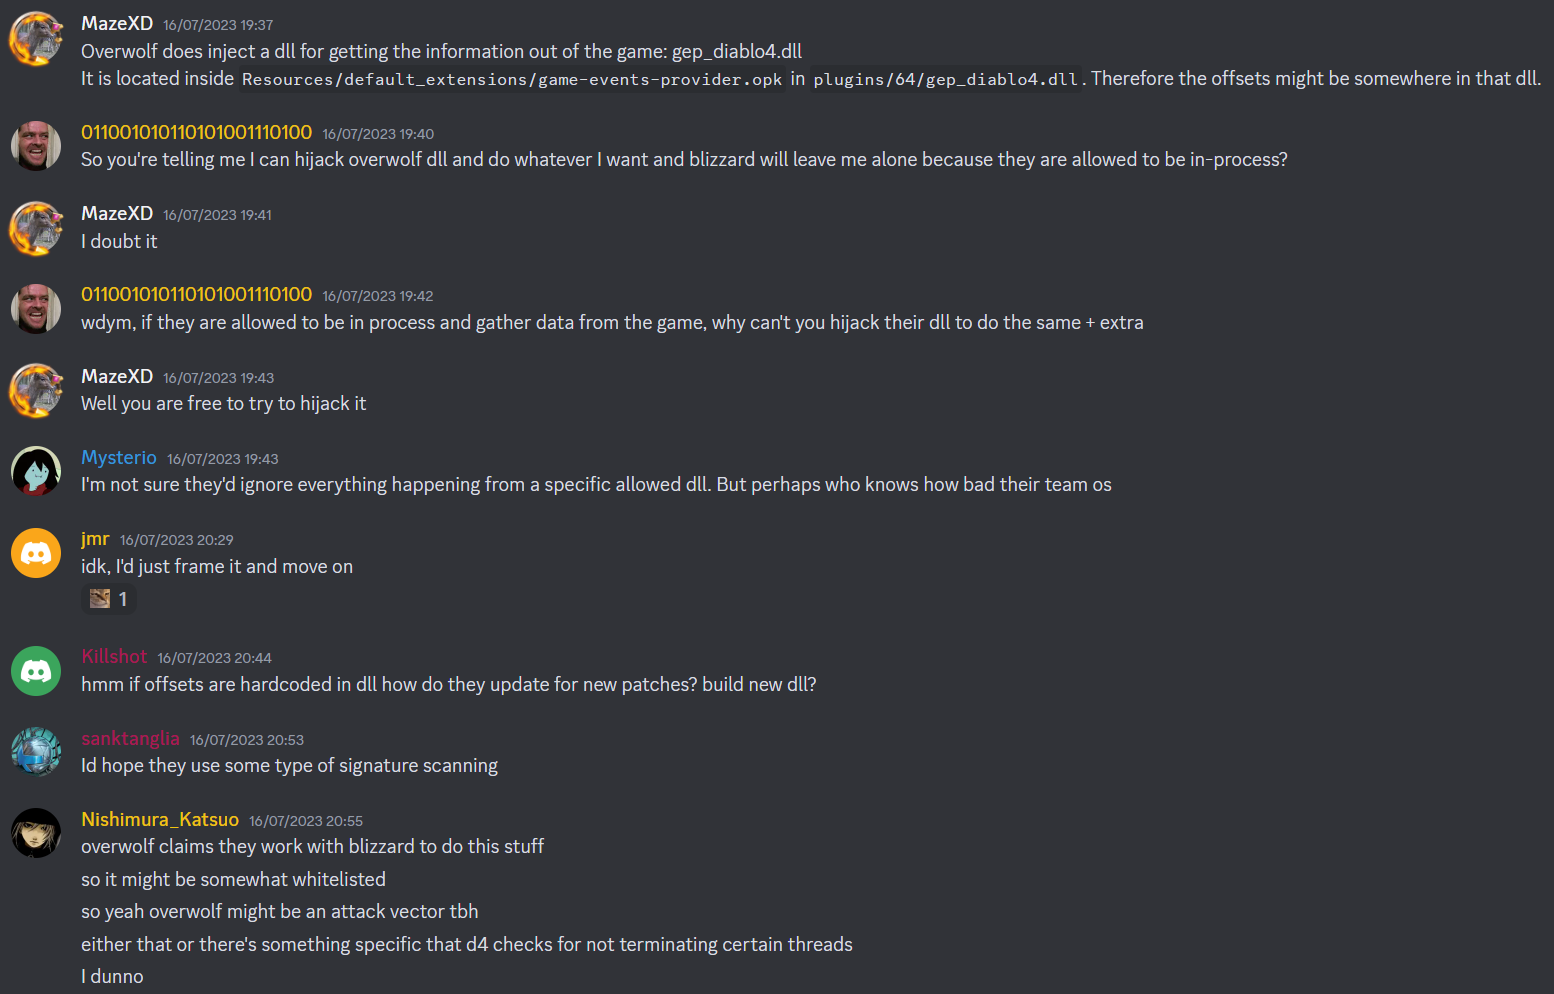 MazeXD 16/07/2023 19:37
Overwolf does inject a dll for getting the information out of the game: gep_diablo4.dll
It is located inside Resources/default_extensions/game-events-provider.opk in plugins/64/gep_diablo4.dll. Therefore the offsets might be somewhere in that dll.
011001010110101001110100 16/07/2023 19:40
So you're telling me I can hijack overwolf dll and do whatever I want and blizzard will leave me alone because they are allowed to be in-process?
MazeXD 16/07/2023 19:41
I doubt it
011001010110101001110100 16/07/2023 19:42
wdym, if they are allowed to be in process and gather data from the game, why can't you hijack their dll to do the same + extra
MazeXD 16/07/2023 19:43
Well you are free to try to hijack it
Mysterio 16/07/2023 19:43
I'm not sure they'd ignore everything happening from a specific allowed dll. But perhaps who knows how bad their team os
jmr 16/07/2023 20:29
idk, I'd just frame it and move on
1
Killshot 16/07/2023 20:44
hmm if offsets are hardcoded in dll how do they update for new patches? build new dll?
sanktanglia 16/07/2023 20:53
Id hope they use some type of signature scanning
Nishimura_Katsuo 16/07/2023 20:55
overwolf claims they work with blizzard to do this stuff
so it might be somewhat whitelisted
so yeah overwolf might be an attack vector tbh
either that or there's something specific that d4 checks for not terminating certain threads
I dunno